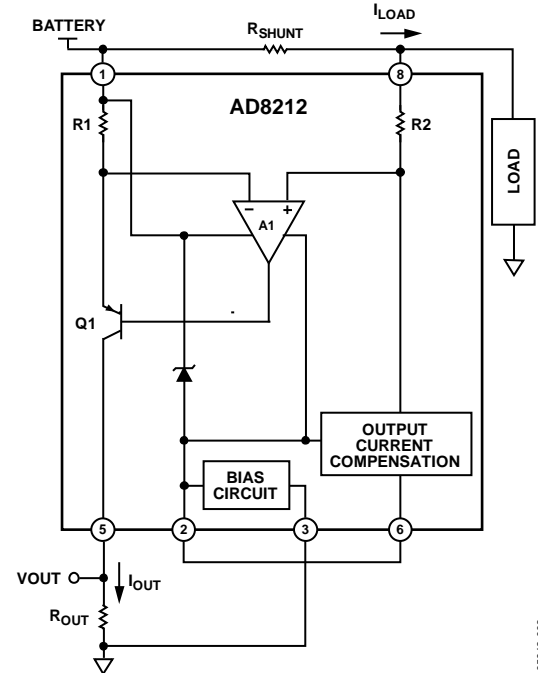 BATTERY
RSHUNT
ILOAD
1
8
AD8212
R1
R2
LOAD
− +
A1
Q1
OUTPUT
CURRENT
COMPENSATION
BIAS
CIRCUIT
5
2
3
6
VOUT
IOUT
ROUT